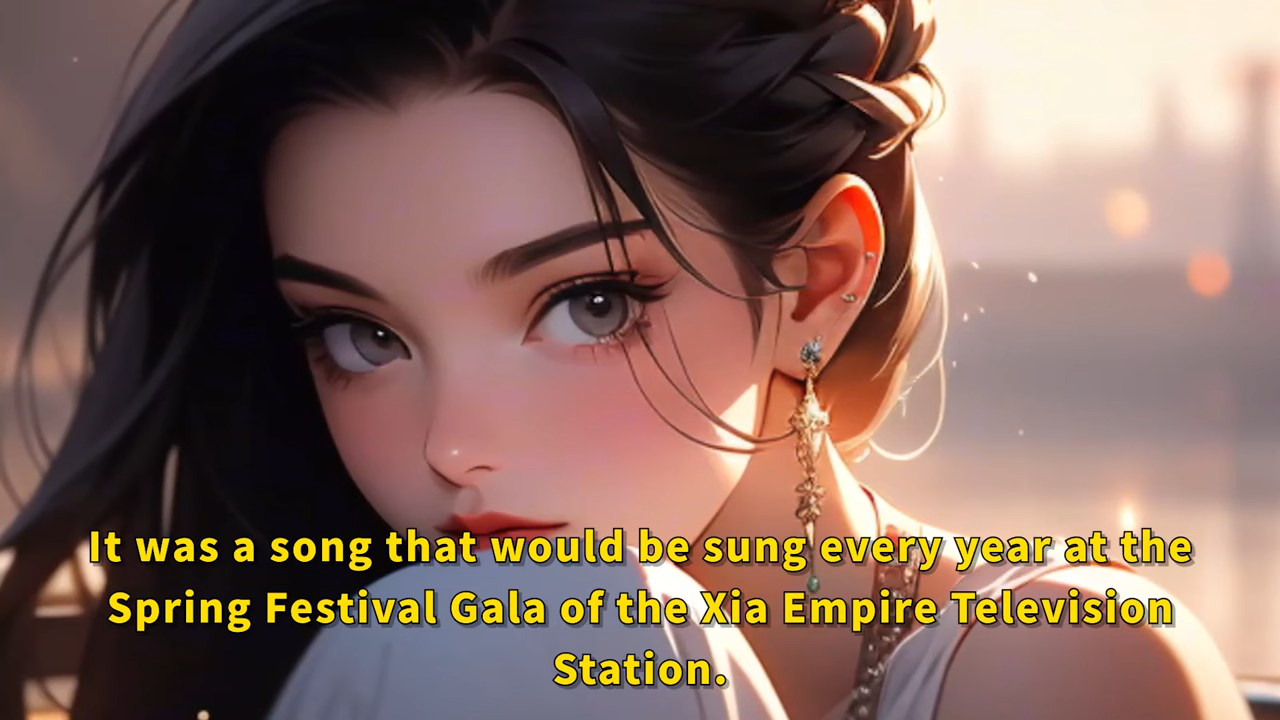 It was a song that would be sung every year at the
Spring Festival Gala of the Xia Empire Television
Station.